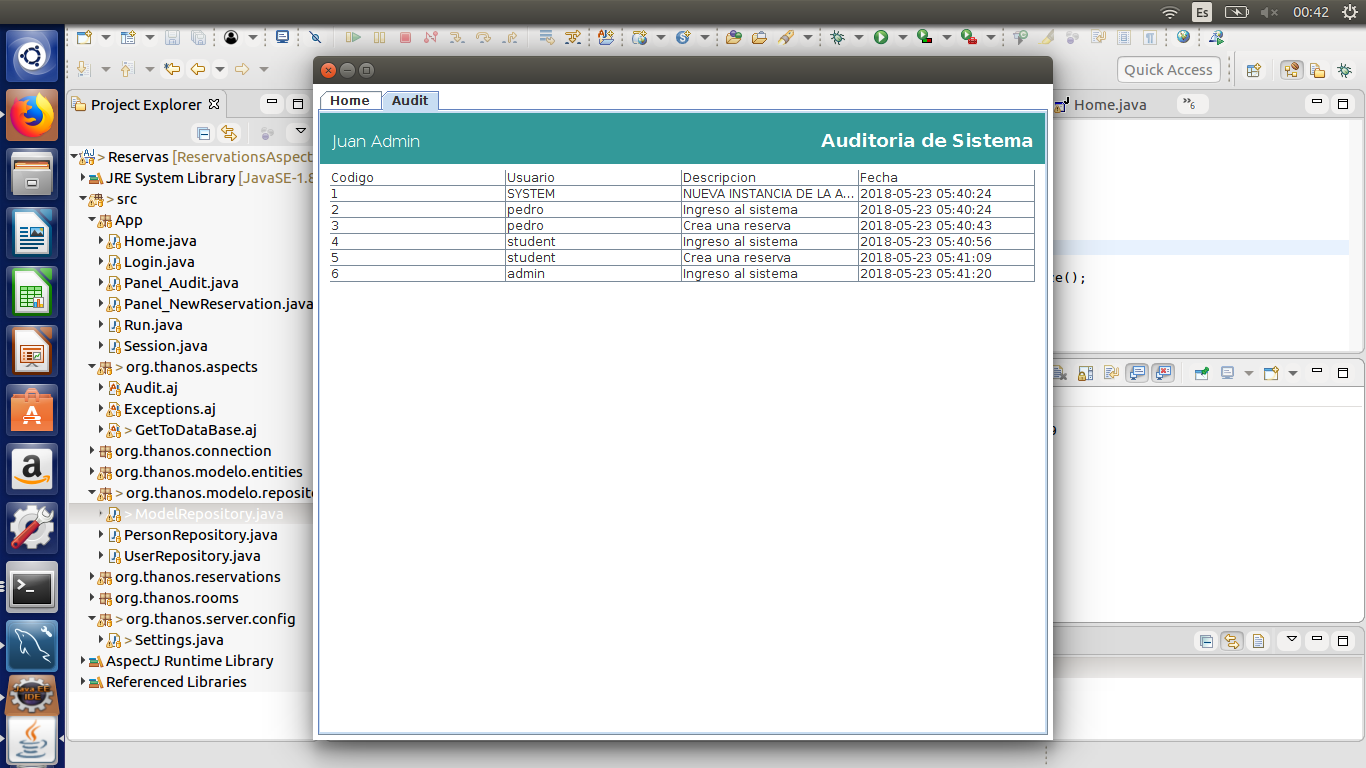 Es
00:42
Quick Access
Project Explorer
Home.java
»6
> Reservas [ReservationsAspect
JRE System Library [JavaSE-1.8
> src
App
Home.java
Login.java
Panel_Audit.java
Panel_NewReservation.java
Run.java
Session.java
> org.thanos.aspects
Audit.aj
Exceptions.aj
> GetToDataBase.aj
org.thanos.connection
org.thanos.modelo.entities
> org.thanos.modelo.reposito
> ModelRepository.java
PersonRepository.java
UserRepository.java
org.thanos.reservations
org.thanos.rooms
> org.thanos.server.config
> Settings.java
AspectJ Runtime Library
Referenced Libraries
Home Audit
Juan Admin Auditoria de Sistema
Codigo Usuario Descripcion Fecha
1 SYSTEM NUEVA INSTANCIA DE LA A... 2018-05-23 05:40:24
2 pedro Ingreso al sistema 2018-05-23 05:40:24
3 pedro Crea una reserva 2018-05-23 05:40:43
4 student Ingreso al sistema 2018-05-23 05:40:56
5 student Crea una reserva 2018-05-23 05:41:09
6 admin Ingreso al sistema 2018-05-23 05:41:20
e();
Java EE
IDE